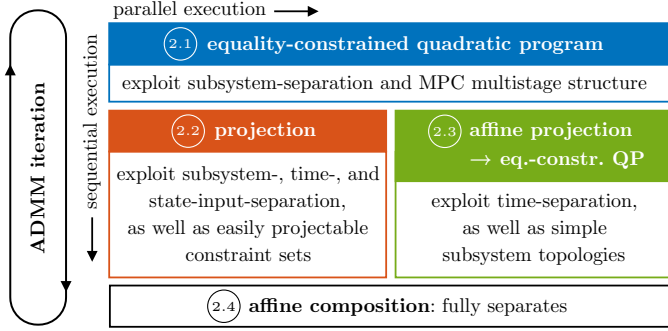 parallel execution
ADMM iteration
sequential execution
2.1 equality-constrained quadratic program
exploit subsystem-separation and MPC multistage structure
2.2 projection
exploit subsystem-, time-, and
state-input-separation,
as well as easily projectable
constraint sets
2.3 affine projection
→ eq.-constr. QP
exploit time-separation,
as well as simple
subsystem topologies
2.4 affine composition: fully separates